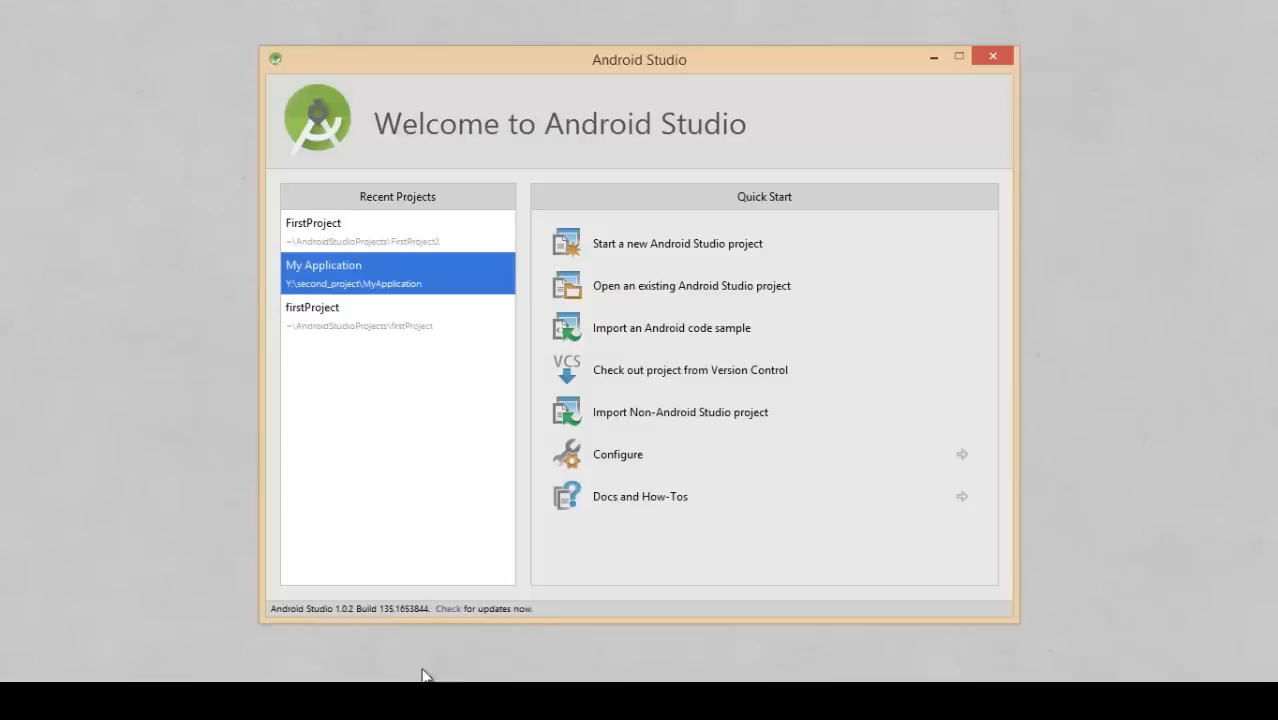 Android Studio
Welcome to Android Studio
Recent Projects
FirstProject
~\AndroidStudioProjects\FirstProject2
My Application
Y:\second_project\MyApplication
firstProject
~\AndroidStudioProjects\firstProject
Quick Start
Start a new Android Studio project
Open an existing Android Studio project
Import an Android code sample
VCS
Check out project from Version Control
Import Non-Android Studio project
Configure
Docs and How-Tos
Android Studio 1.0.2 Build 135.1653844. Check for updates now.